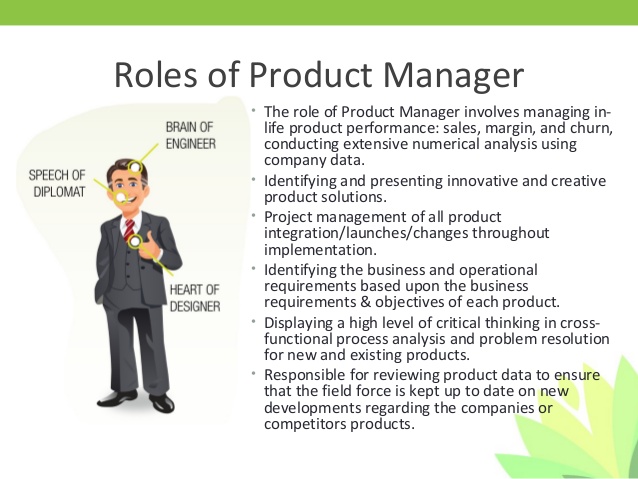 Roles of Product Manager
BRAIN OF
ENGINEER
SPEECH OF
DIPLOMAT
HEART OF
DESIGNER
• The role of Product Manager involves managing in-
life product performance: sales, margin, and churn,
conducting extensive numerical analysis using
company data.
• Identifying and presenting innovative and creative
product solutions.
• Project management of all product
integration/launches/changes throughout
implementation.
• Identifying the business and operational
requirements based upon the business
requirements & objectives of each product.
• Displaying a high level of critical thinking in cross-
functional process analysis and problem resolution
for new and existing products.
• Responsible for reviewing product data to ensure
that the field force is kept up to date on new
developments regarding the companies or
competitors products.